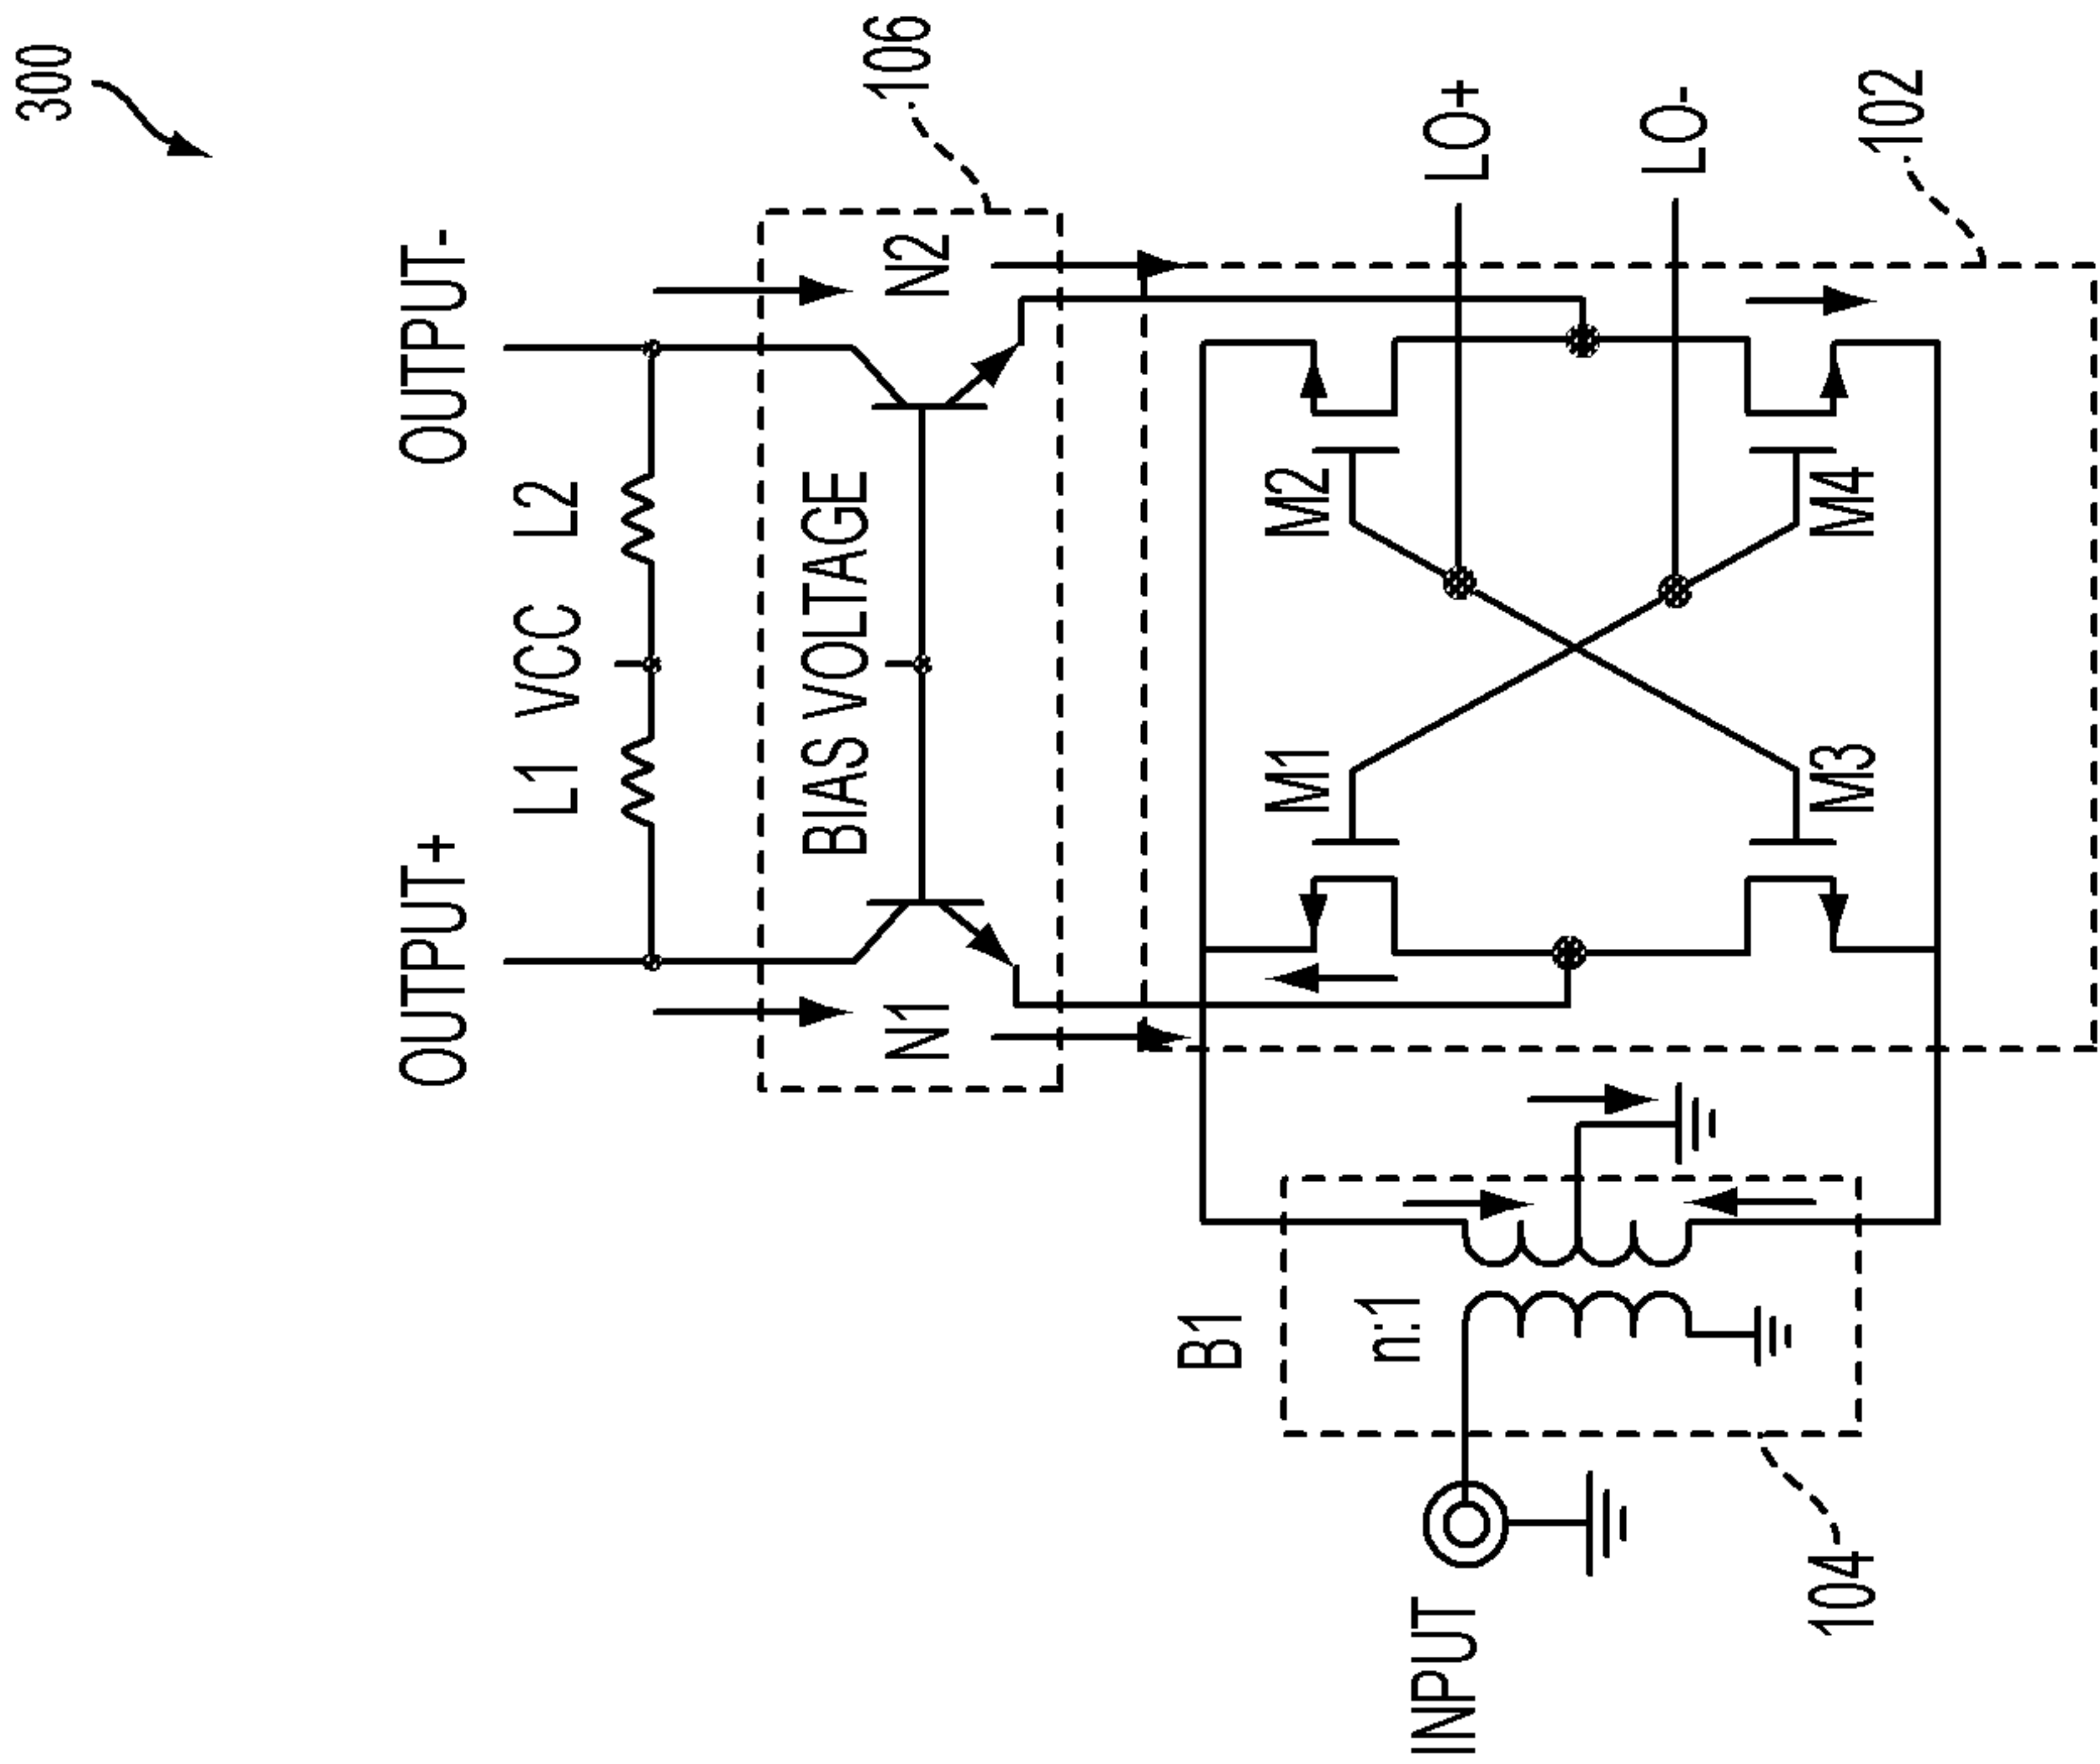 300
OUTPUT+
OUTPUT-
L1
VCC
L2
BIAS VOLTAGE
N1
N2
106
LO+
LO-
102
M1
M2
M3
M4
B1
n:1
INPUT
104